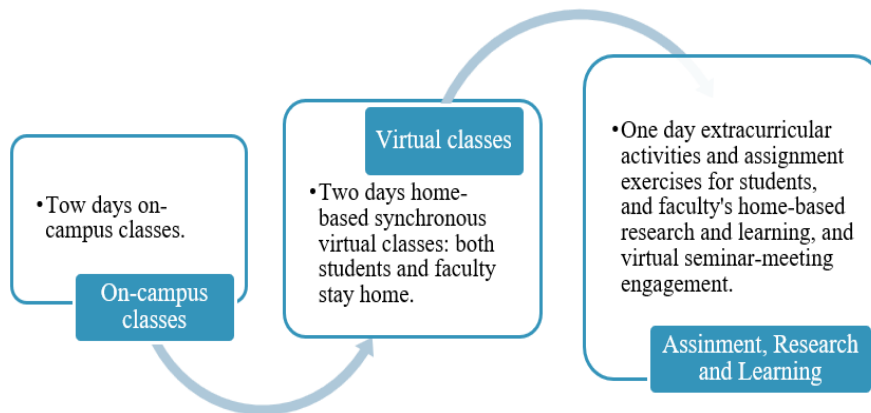 •Tow days on-
campus classes.
On-campus
classes
Virtual classes
•Two days home-
based synchronous
virtual classes: both
students and faculty
stay home.
•One day extracurricular
activities and assignment
exercises for students,
and faculty's home-based
research and learning, and
virtual seminar-meeting
engagement.
Assinment, Research
and Learning